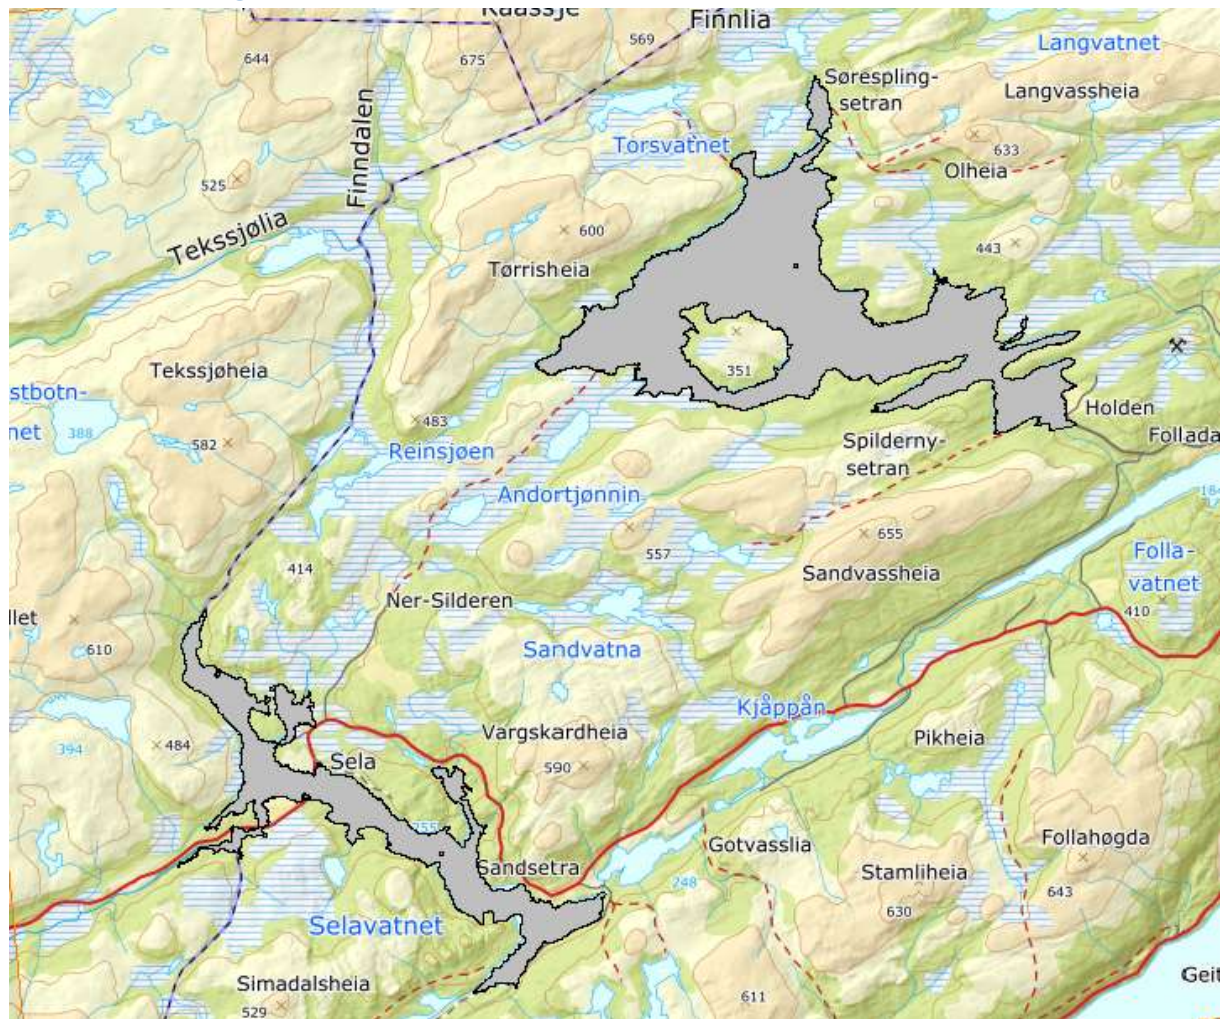 Finnlia
569
Langvatnet
644
675
Sørespling-
setran
Langvassheia
Finndalen
Torsvatnet
633
Olheia
525
Tekssjølia
600
443
Tørrisheia
Tekssjøheia
351
stbotn-
net
388
483
Holden
582
Reinsjøen
Spilderny-
setran
Follada
Andortjønnin
655
557
Folla-
vatnet
414
Sandvassheia
Ner-Silderen
410
llet
610
Sandvatna
Kjåppån
394
484
Vargskardheia
Pikheia
Sela
590
255
Gotvasslia
Follahøgda
Sandsetra
248
Stamliheia
643
630
Selavatnet
Simadalsheia
529
611
Geit